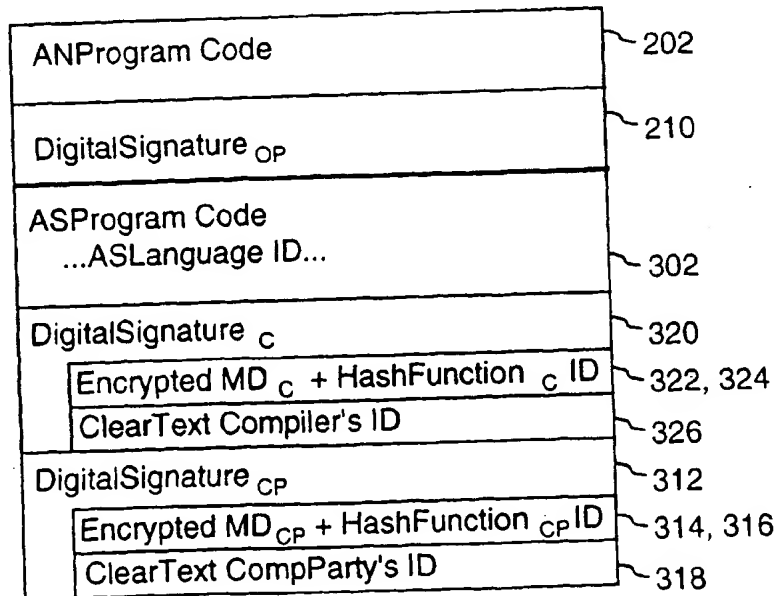 ANProgram Code 202
DigitalSignature OP 210
ASProgram Code
...ASLanguage ID... 302
DigitalSignature C 320
Encrypted MD C + HashFunction C ID 322, 324
ClearText Compiler's ID 326
DigitalSignature CP 312
Encrypted MD CP + HashFunction CP ID 314, 316
ClearText CompParty's ID 318